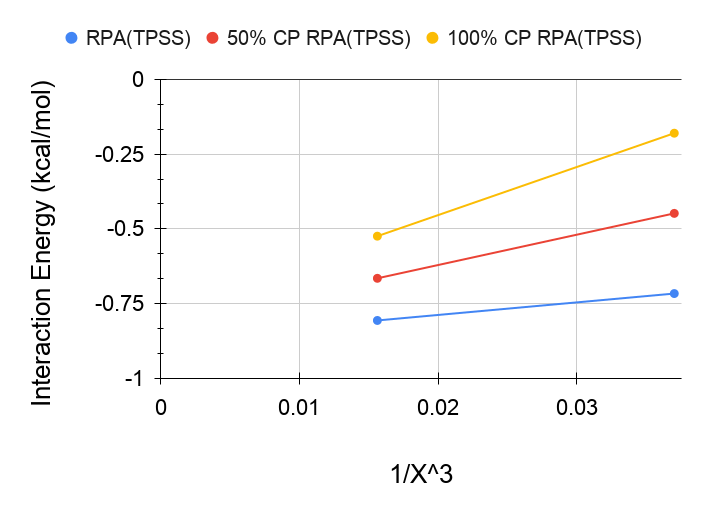 RPA(TPSS) 50% CP RPA(TPSS) 100% CP RPA(TPSS)
Interaction Energy (kcal/mol)
0
-0.25
-0.5
-0.75
-1
0 0.01 0.02 0.03
1/X^3